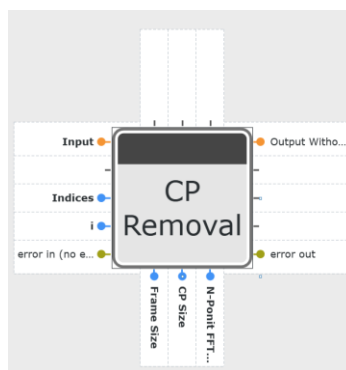 Input
Output Witho...
CP
Removal
Indices
i
error in (no e...
error out
Frame Size
CP Size
N-Ponit FFT...